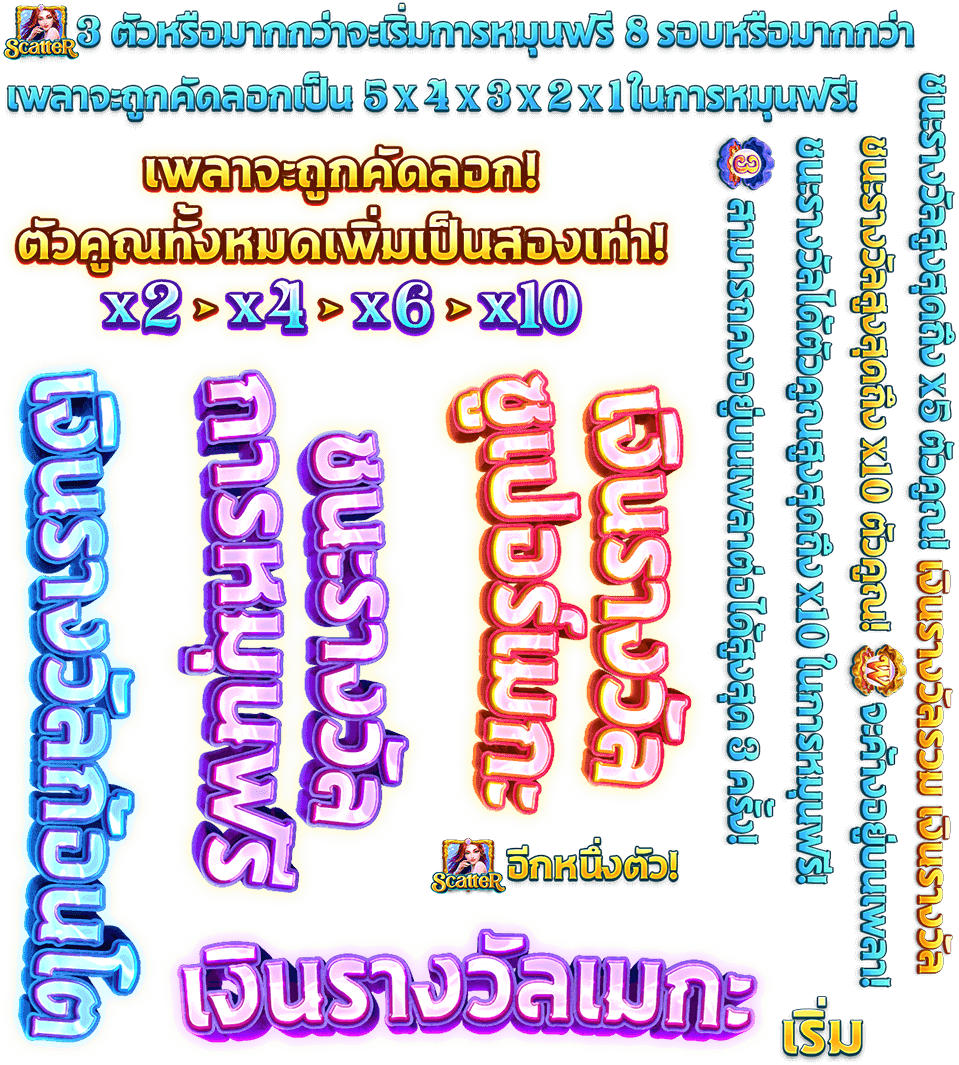 Scatter 3 ตัวหรือมากกว่าจะเริ่มการหมุนฟรี 8 รอบหรือมากกว่า
เพลาจะถูกคัดลอกเป็น 5 x 4 x 3 x 2 x 1 ในการหมุนฟรี!
เพลาจะถูกคัดลอก!
ตัวคูณทั้งหมดเพิ่มเป็นสองเท่า!
x2 > x4 > x6 > x10
ชนะรางวัลสูงสุดถึง x5 ตัวคูณ!
ชนะรางวัลสูงสุดถึง x10 ตัวคูณ!
ชนะรางวัลได้ตัวคูณสูงสุดถึง x10 ในการหมุนฟรี!
3 สามารถคงอยู่บนเพลาต่อได้สูงสุด 3 ครั้ง!
เงินรางวัลรวม
เงินรางวัล
W จะค้างอยู่บนเพลา!
เงินรางวัลก้อนโต
ชนะรางวัล
การหมุนฟรี
เงินรางวัล
ซูเปอร์เมกะ
Scatter อีกหนึ่งตัว!
เงินรางวัลเมกะ
เริ่ม